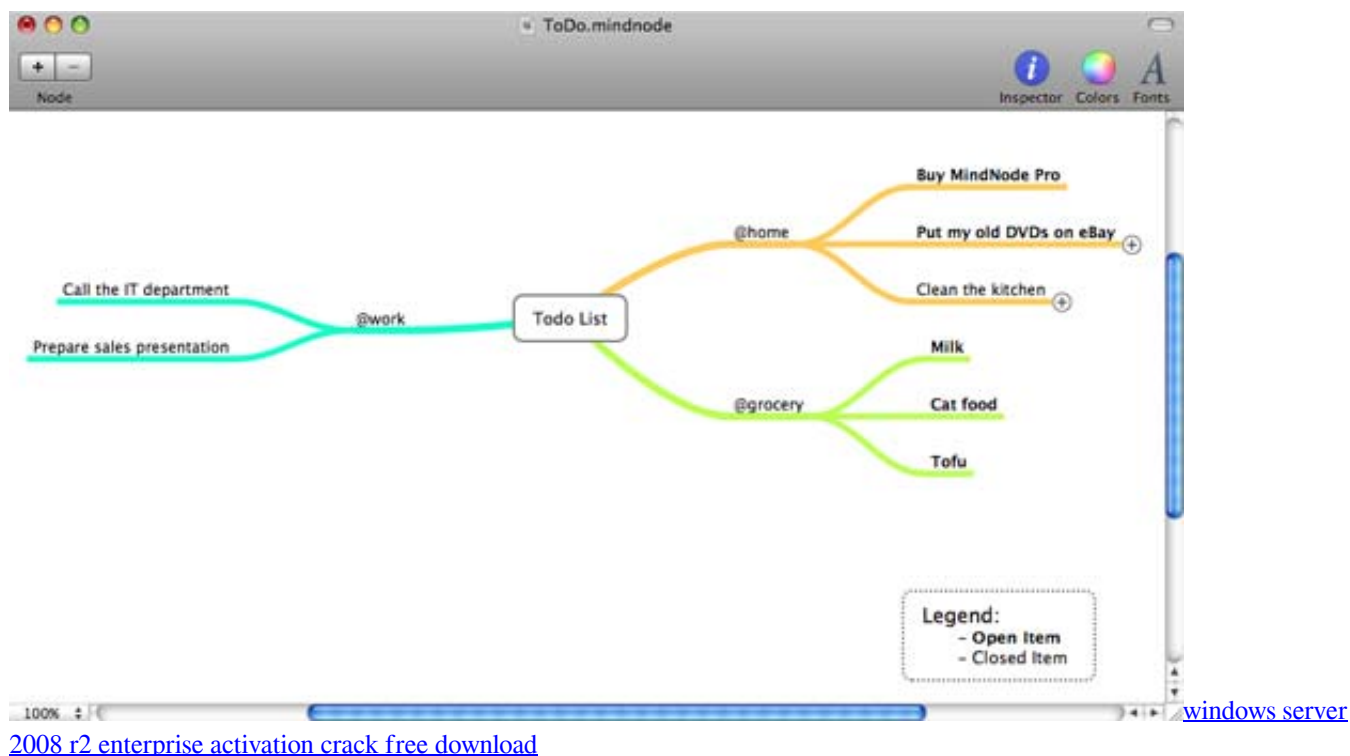 ToDo.mindnode
+ -
Node
Inspector Colors Fonts
Buy MindNode Pro
@home
Put my old DVDs on eBay
Clean the kitchen
Call the IT department
@work
Prepare sales presentation
Todo List
Milk
@grocery
Cat food
Tofu
Legend:
- Open Item
- Closed Item
100%
windows server
2008 r2 enterprise activation crack free download